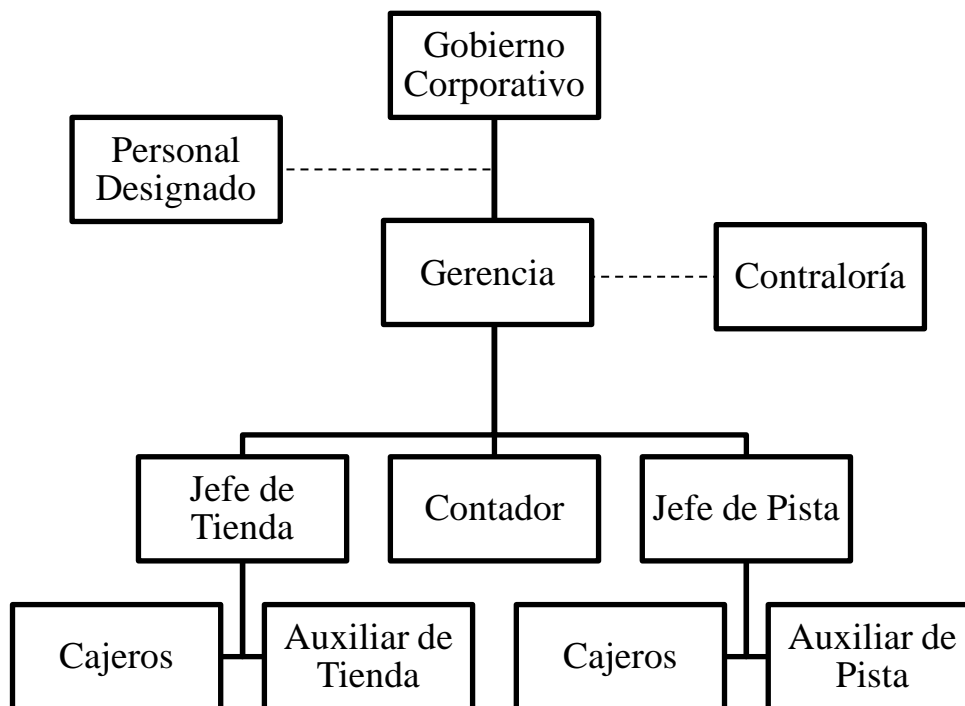 Gobierno
Corporativo
Personal
Designado
Gerencia
Contraloría
Jefe de
Tienda
Contador
Jefe de Pista
Cajeros
Auxiliar de
Tienda
Cajeros
Auxiliar de
Pista